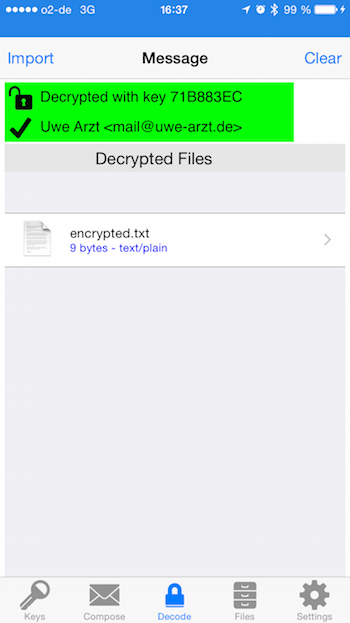 o2-de 3G 16:37 99 %
Import Message Clear
Decrypted with key 71B883EC
Uwe Arzt <mail@uwe-arzt.de>
Decrypted Files
encrypted.txt
9 bytes - text/plain
Keys Compose Decode Files Settings